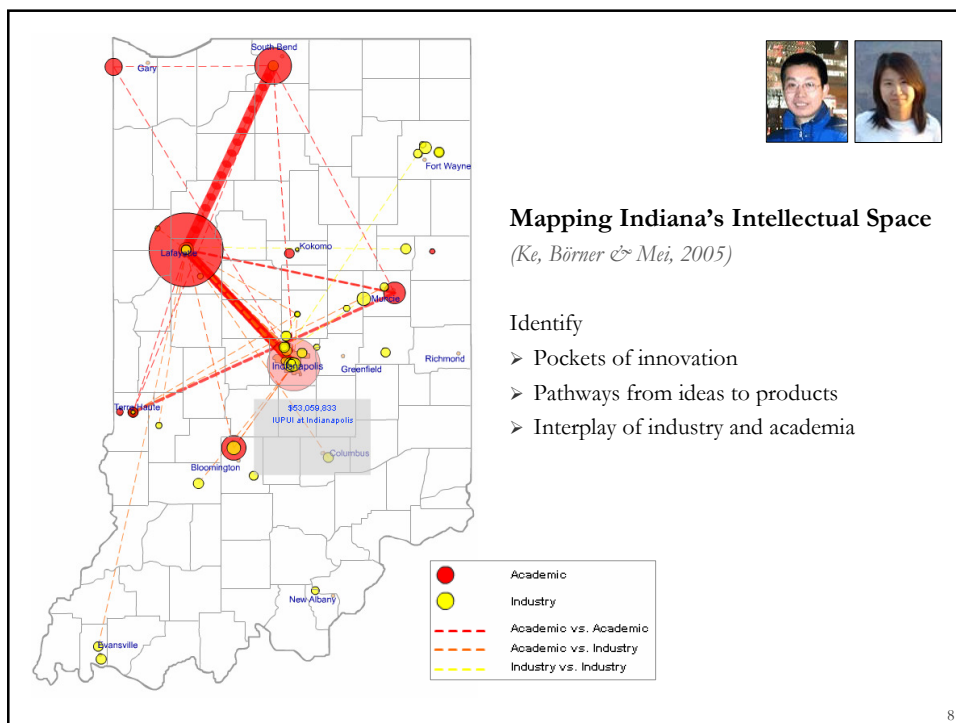 South Bend
Gary
Fort Wayne
Lafayette
Kokomo
Muncie
Indianapolis
Greenfield
Richmond
Terre Haute
$53,059,833
IUPUI at Indianapolis
Columbus
Bloomington
New Albany
Evansville
Mapping Indiana’s Intellectual Space
(Ke, Börner & Mei, 2005)
Identify
➢ Pockets of innovation
➢ Pathways from ideas to products
➢ Interplay of industry and academia
Academic
Industry
Academic vs. Academic
Academic vs. Industry
Industry vs. Industry
8